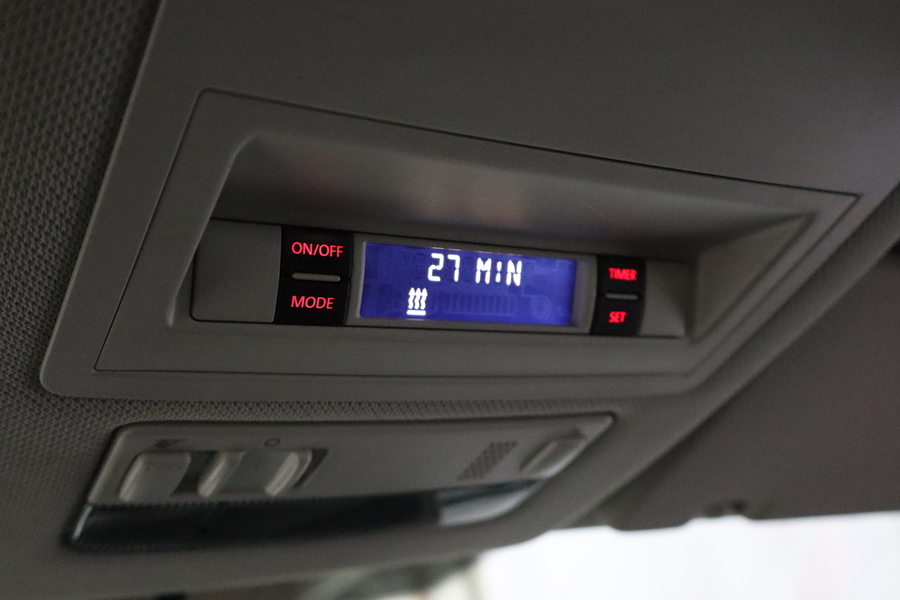 ON/OFF
MODE
27 MIN
TIMER
SET